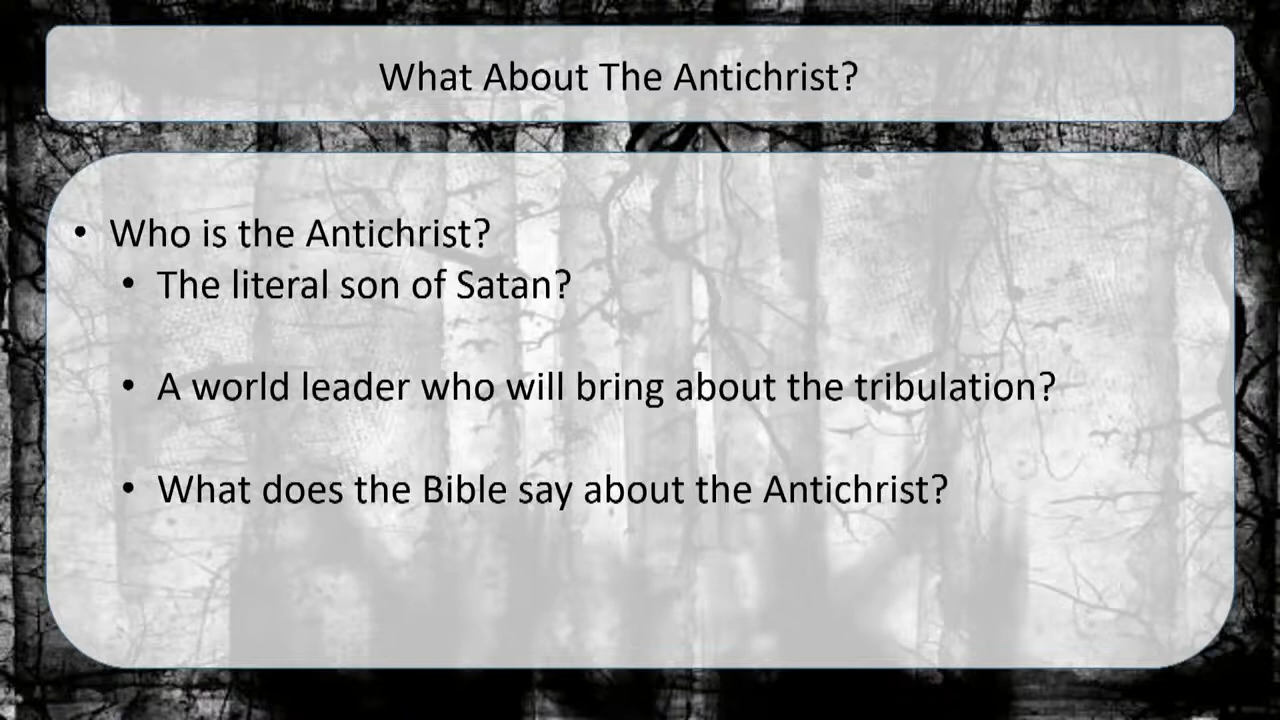 What About The Antichrist?
• Who is the Antichrist?
• The literal son of Satan?
• A world leader who will bring about the tribulation?
• What does the Bible say about the Antichrist?